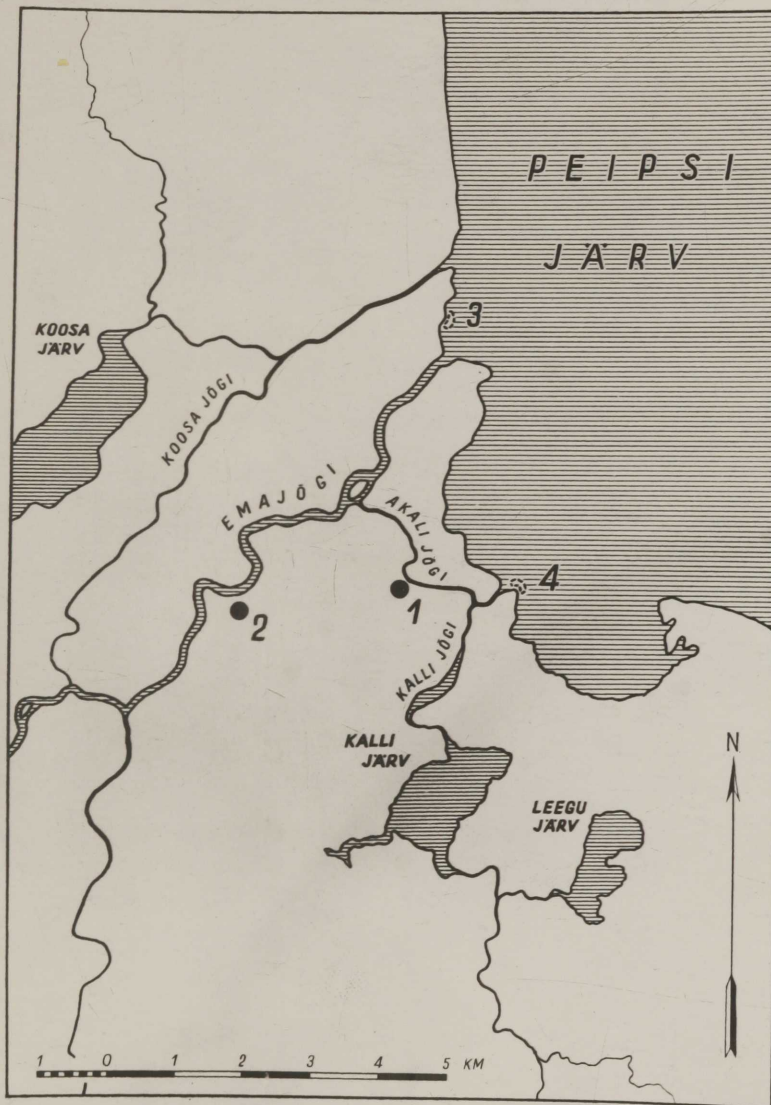 PEIPSI
JÄRV
3
KOOSA
JÄRV
KOOSA JÕGI
EMAJÕGI
AKALI JÕGI
4
1
2
KALLI JÕGI
KALLI
JÄRV
N
LEEGU
JÄRV
1 0 1 2 3 4 5 KM